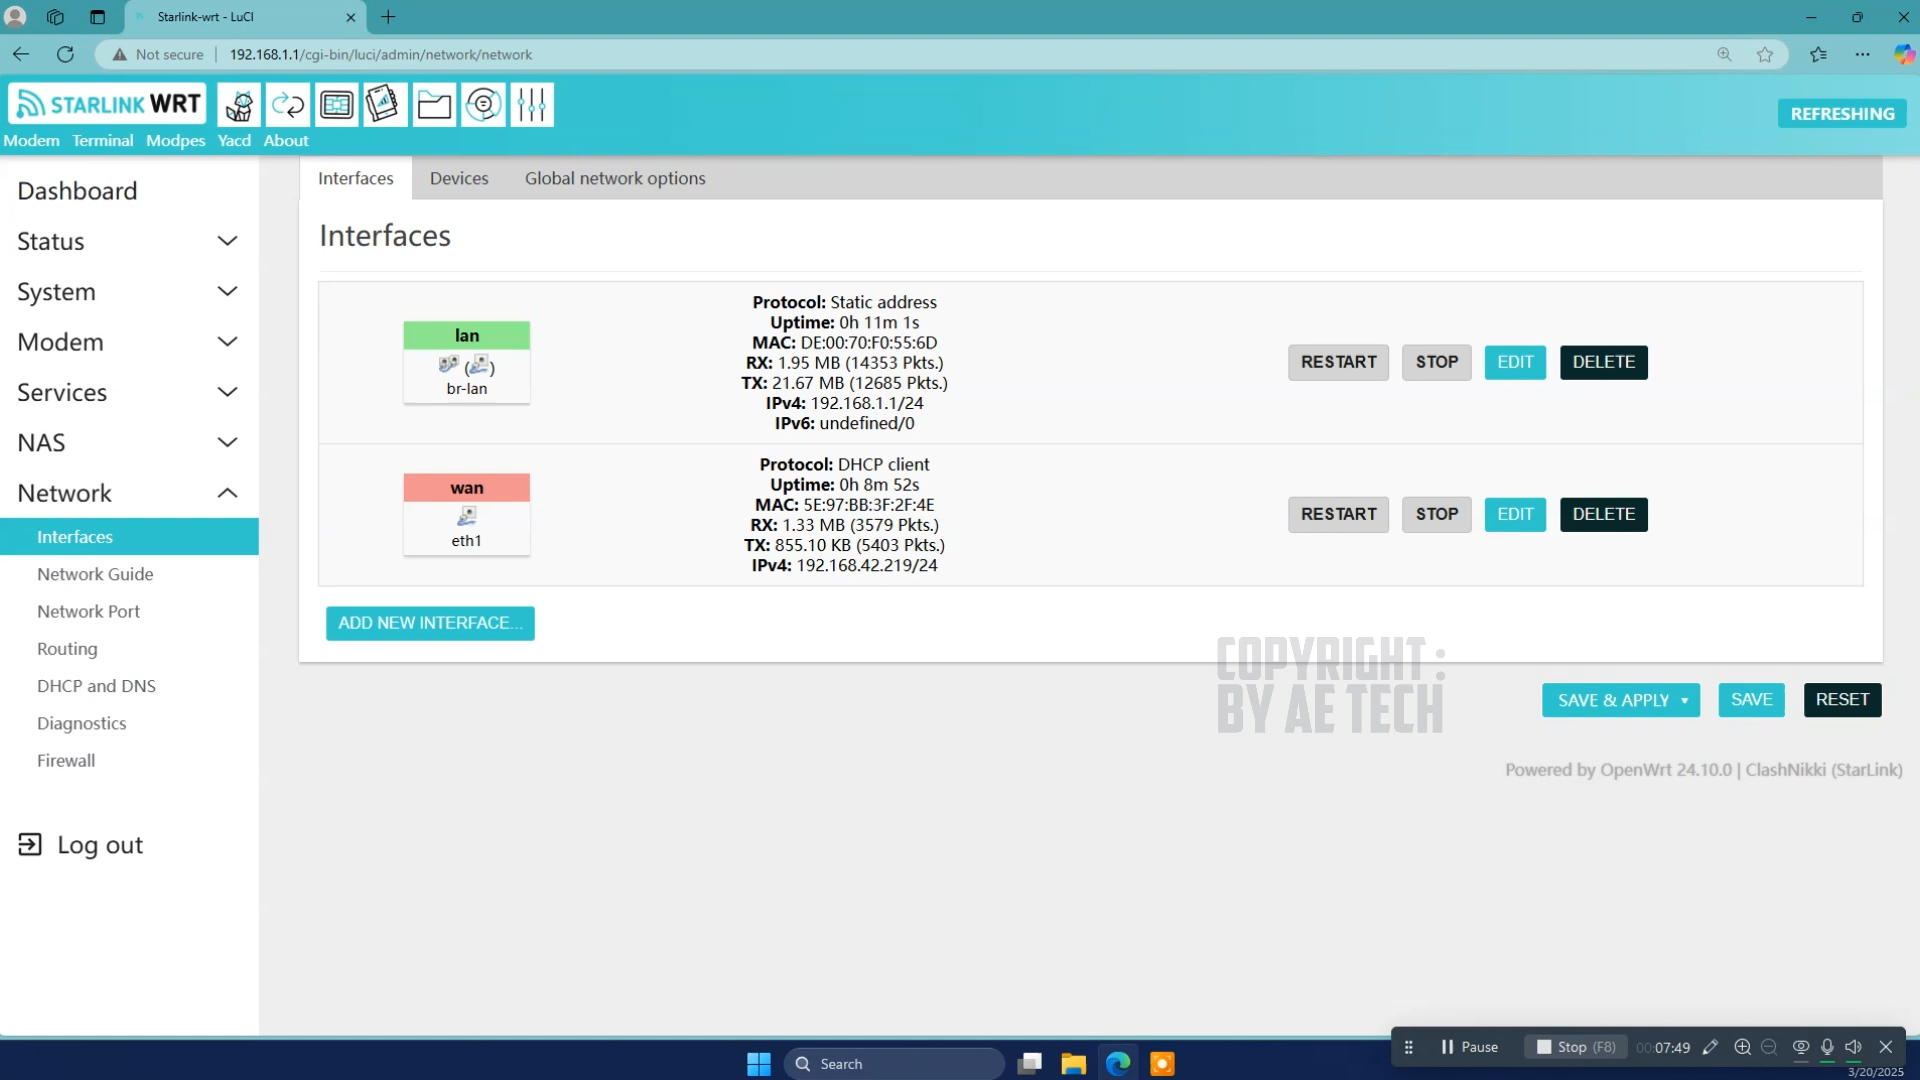 Starlink-wrt - LuCI
Not secure
192.168.1.1/cgi-bin/luci/admin/network/network
STARLINK WRT
REFRESHING
Modem Terminal Modpes Yacd About
Dashboard
Status
System
Modem
Services
NAS
Network
Interfaces
Network Guide
Network Port
Routing
DHCP and DNS
Diagnostics
Firewall
Log out
Interfaces Devices Global network options
Interfaces
lan
br-lan
Protocol: Static address
Uptime: 0h 11m 1s
MAC: DE:00:70:F0:55:6D
RX: 1.95 MB (14353 Pkts.)
TX: 21.67 MB (12685 Pkts.)
IPv4: 192.168.1.1/24
IPv6: undefined/0
RESTART STOP EDIT DELETE
wan
eth1
Protocol: DHCP client
Uptime: 0h 8m 52s
MAC: 5E:97:BB:3F:2F:4E
RX: 1.33 MB (3579 Pkts.)
TX: 855.10 KB (5403 Pkts.)
IPv4: 192.168.42.219/24
RESTART STOP EDIT DELETE
ADD NEW INTERFACE...
COPYRIGHT :
BY AE TECH
SAVE & APPLY SAVE RESET
Powered by OpenWrt 24.10.0 | ClashNikki (StarLink)
Search
Pause Stop (F8) 00:07:49
3/20/2025